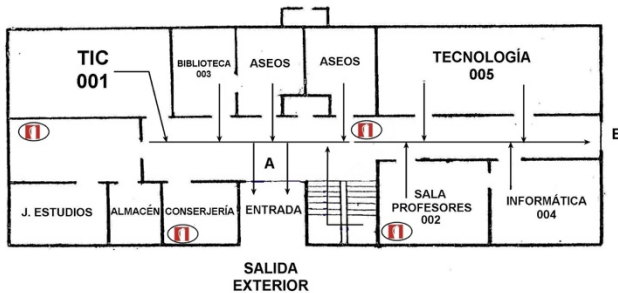 TIC
001
BIBLIOTECA
003
ASEOS
ASEOS
TECNOLOGÍA
005
E
A
J. ESTUDIOS
ALMACÉN
CONSERJERÍA
ENTRADA
SALA
PROFESORES
002
INFORMÁTICA
004
SALIDA
EXTERIOR